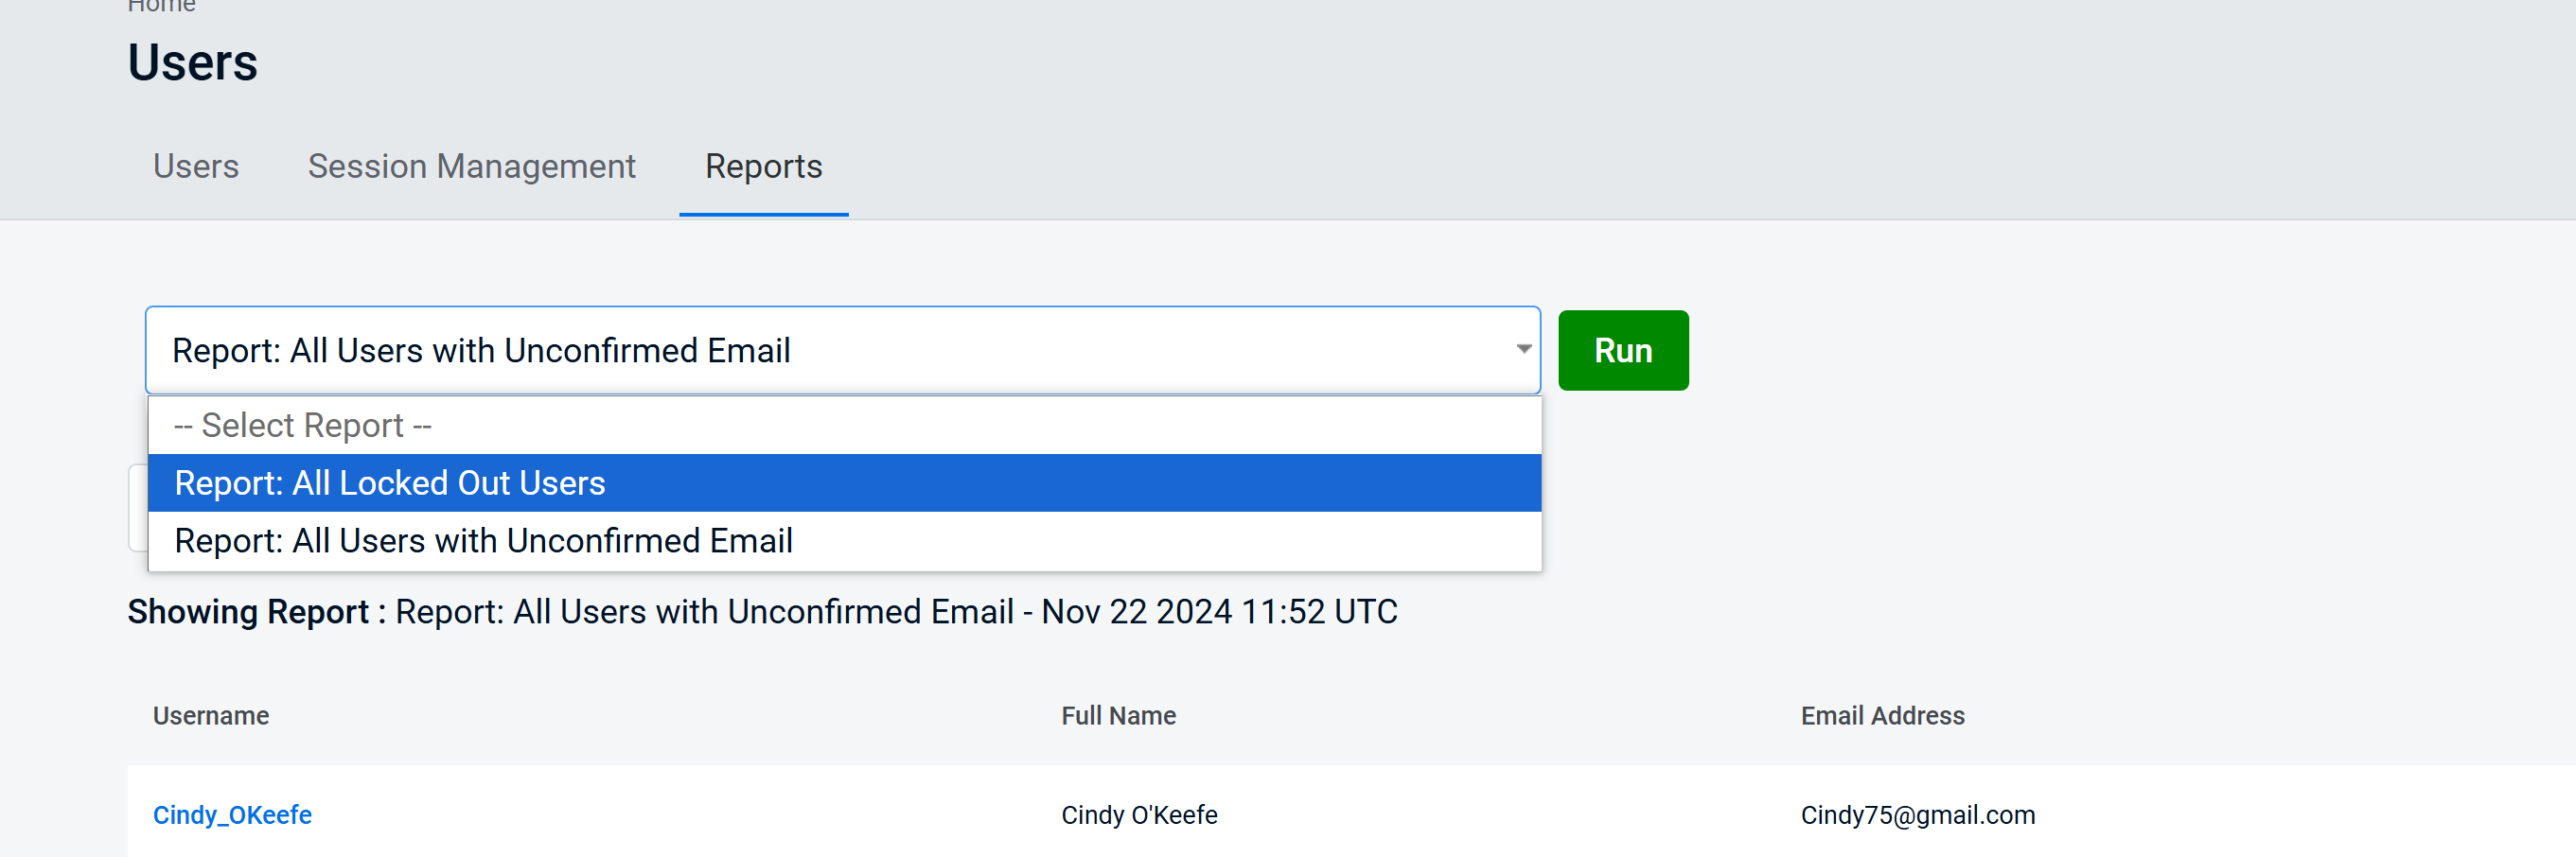 Home
Users
Users Session Management Reports
Report: All Users with Unconfirmed Email Run
-- Select Report --
Report: All Locked Out Users
Report: All Users with Unconfirmed Email
Showing Report : Report: All Users with Unconfirmed Email - Nov 22 2024 11:52 UTC
Username Full Name Email Address
Cindy_OKeefe Cindy O'Keefe Cindy75@gmail.com